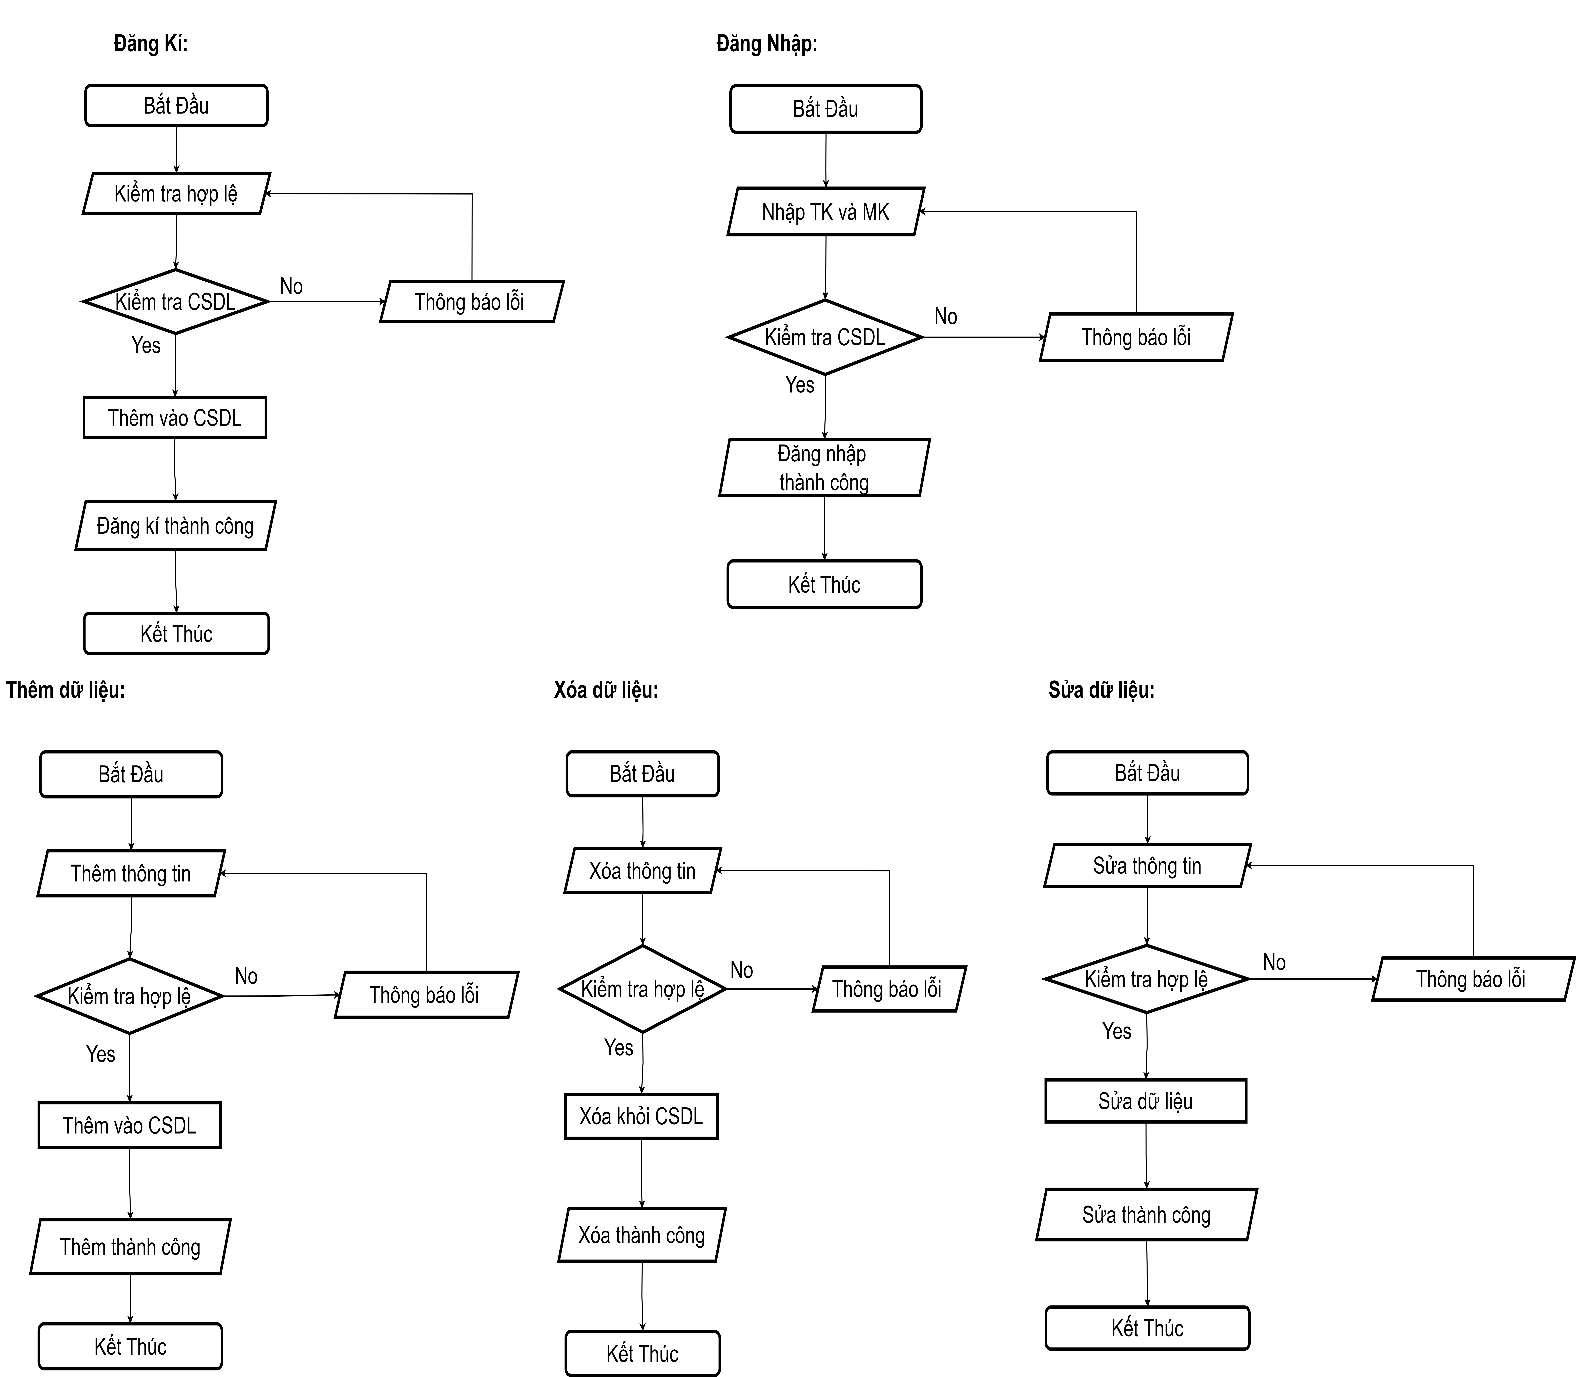 Đăng Kí:
Bắt Đầu
Kiểm tra hợp lệ
Kiểm tra CSDL
No
Thông báo lỗi
Yes
Thêm vào CSDL
Đăng kí thành công
Kết Thúc
Đăng Nhập:
Bắt Đầu
Nhập TK và MK
Kiểm tra CSDL
No
Thông báo lỗi
Yes
Đăng nhập
thành công
Kết Thúc
Thêm dữ liệu:
Bắt Đầu
Thêm thông tin
Kiểm tra hợp lệ
No
Thông báo lỗi
Yes
Thêm vào CSDL
Thêm thành công
Kết Thúc
Xóa dữ liệu:
Bắt Đầu
Xóa thông tin
Kiểm tra hợp lệ
No
Thông báo lỗi
Yes
Xóa khỏi CSDL
Xóa thành công
Kết Thúc
Sửa dữ liệu:
Bắt Đầu
Sửa thông tin
Kiểm tra hợp lệ
No
Thông báo lỗi
Yes
Sửa dữ liệu
Sửa thành công
Kết Thúc